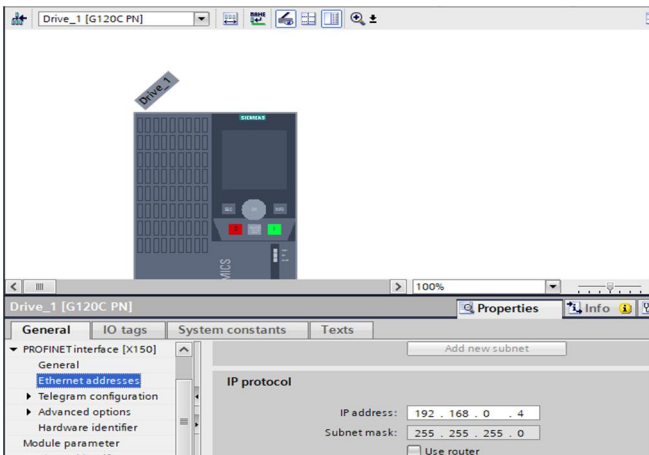 Drive_1 [G120C PN]
Drive_1
SIEMENS
100%
Drive_1 [G120C PN]
Properties
Info
General
IO tags
System constants
Texts
PROFINET interface [X150]
General
Ethernet addresses
Telegram configuration
Advanced options
Hardware identifier
Module parameter
Add new subnet
IP protocol
IP address: 192 . 168 . 0 . 4
Subnet mask: 255 . 255 . 255 . 0
Use router